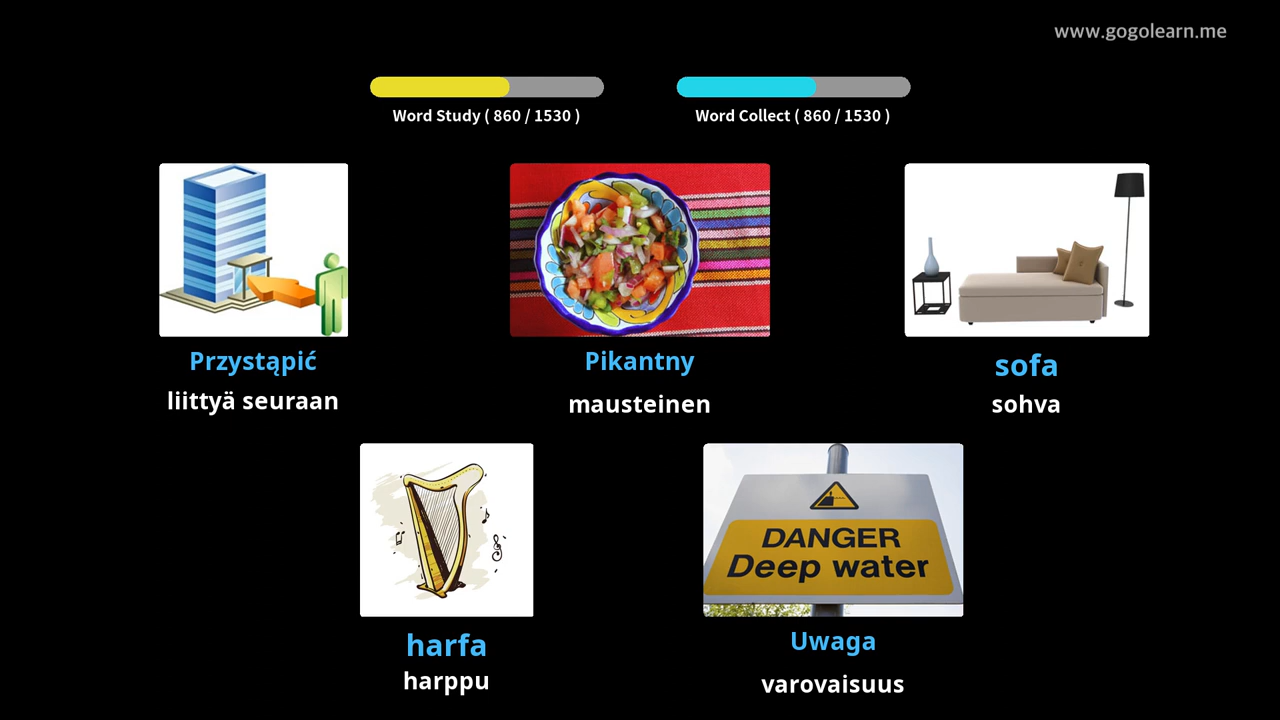 www.gogolearn.me
Word Study ( 860 / 1530 )
Word Collect ( 860 / 1530 )
Przystąpić
liittyä seuraan
Pikantny
mausteinen
sofa
sohva
harfa
harppu
DANGER
Deep water
Uwaga
varovaisuus